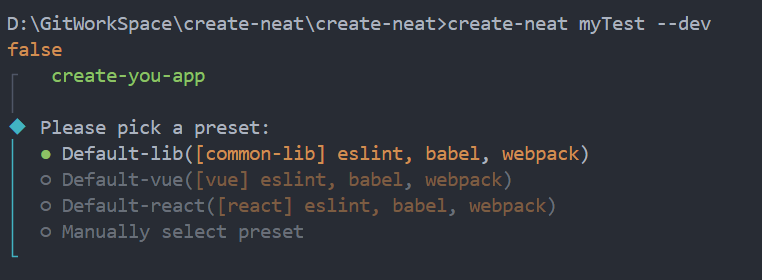 D:\GitWorkSpace\create-neat\create-neat>create-neat myTest --dev
false
create-you-app
Please pick a preset:
Default-lib([common-lib] eslint, babel, webpack)
Default-vue([vue] eslint, babel, webpack)
Default-react([react] eslint, babel, webpack)
Manually select preset